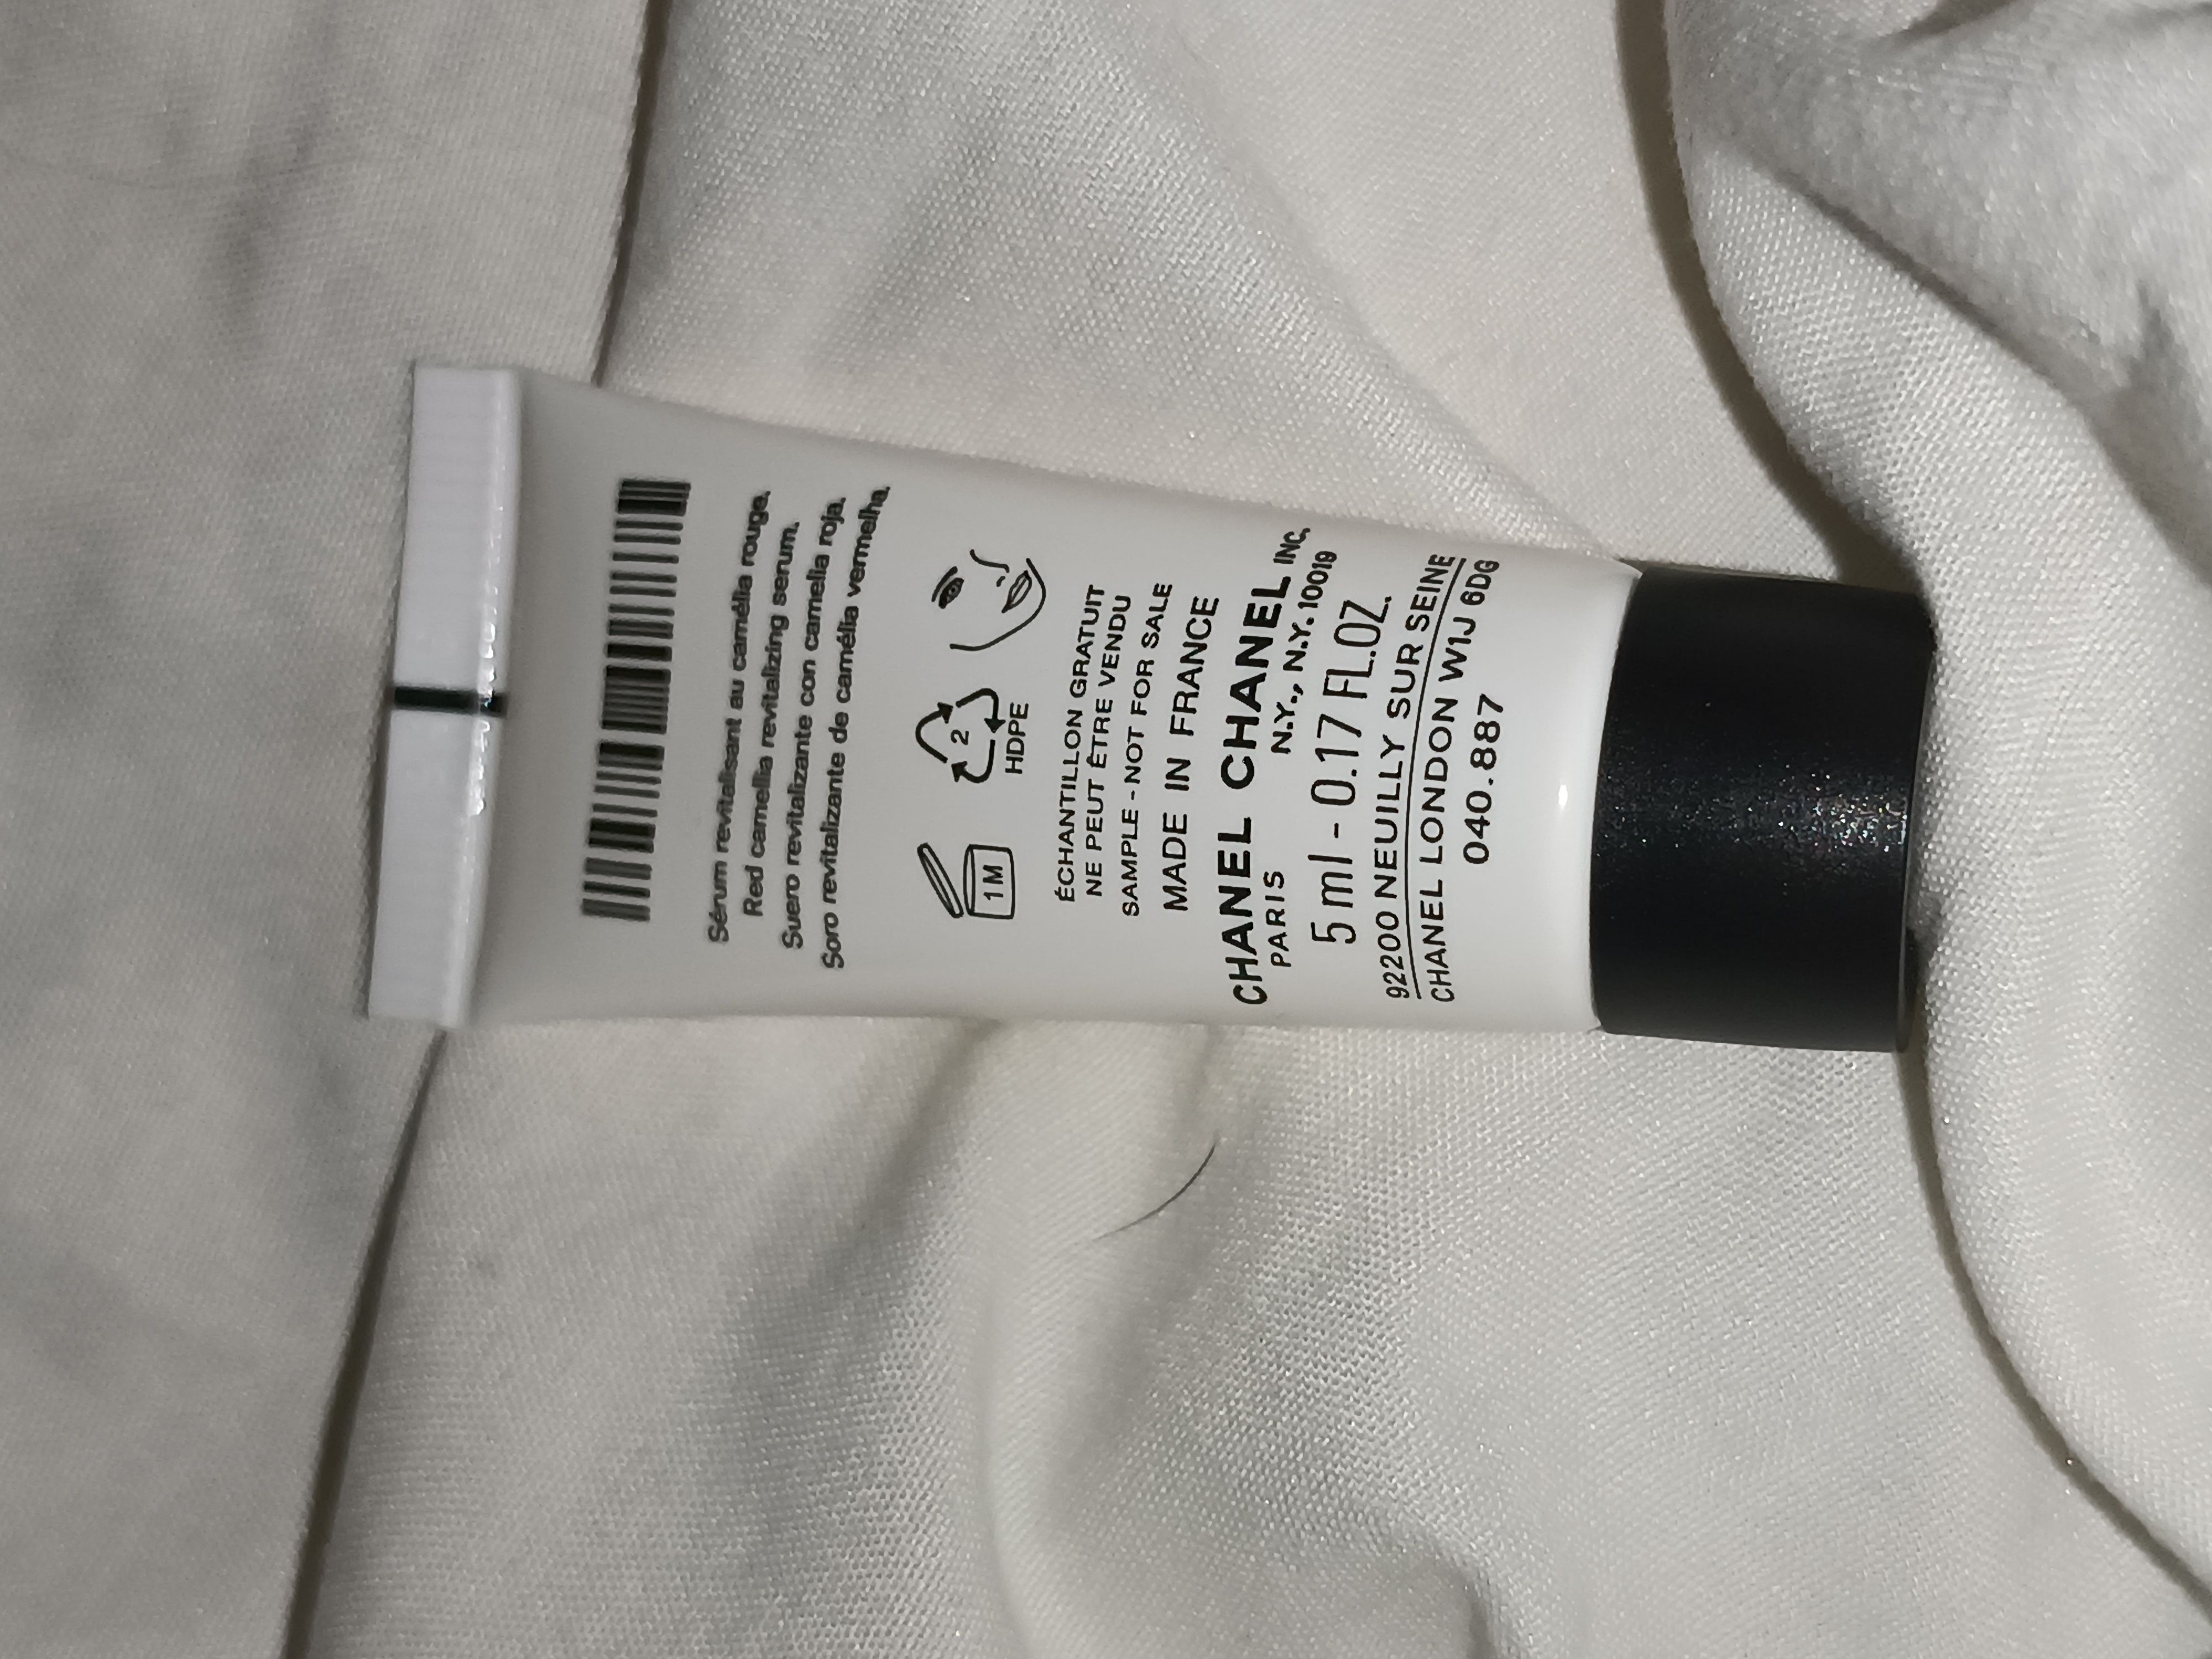 Sérum revitalisant au camélia rouge.
Red camellia revitalizing serum.
Suero revitalizante con camelia roja.
Soro revitalizante de camélia vermelha.
1M
2
HDPE
ÉCHANTILLON GRATUIT
NE PEUT ÊTRE VENDU
SAMPLE - NOT FOR SALE
MADE IN FRANCE
CHANEL CHANEL INC,
PARIS N.Y., N.Y. 10019
5 ml - 0.17 FL.OZ.
92200 NEUILLY SUR SEINE
CHANEL LONDON W1J 6DG
040.887